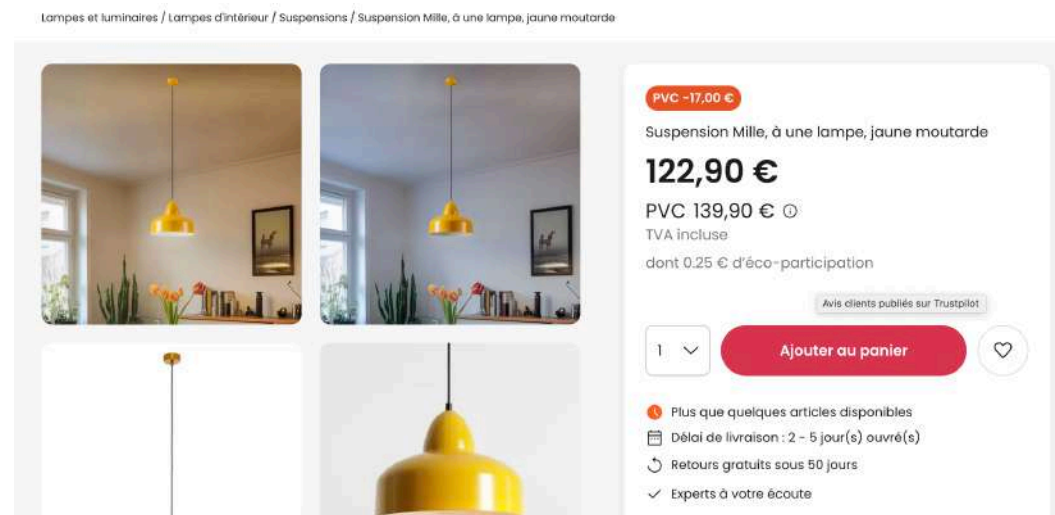 Lampes et luminaires / Lampes d'intérieur / Suspensions / Suspension Mille, à une lampe, jaune moutarde
PVC -17,00 €
Suspension Mille, à une lampe, jaune moutarde
122,90 €
PVC 139,90 €
TVA incluse
dont 0.25 € d'éco-participation
Avis clients publiés sur Trustpilot
1
Ajouter au panier
Plus que quelques articles disponibles
Délai de livraison : 2 - 5 jour(s) ouvré(s)
Retours gratuits sous 50 jours
Experts à votre écoute